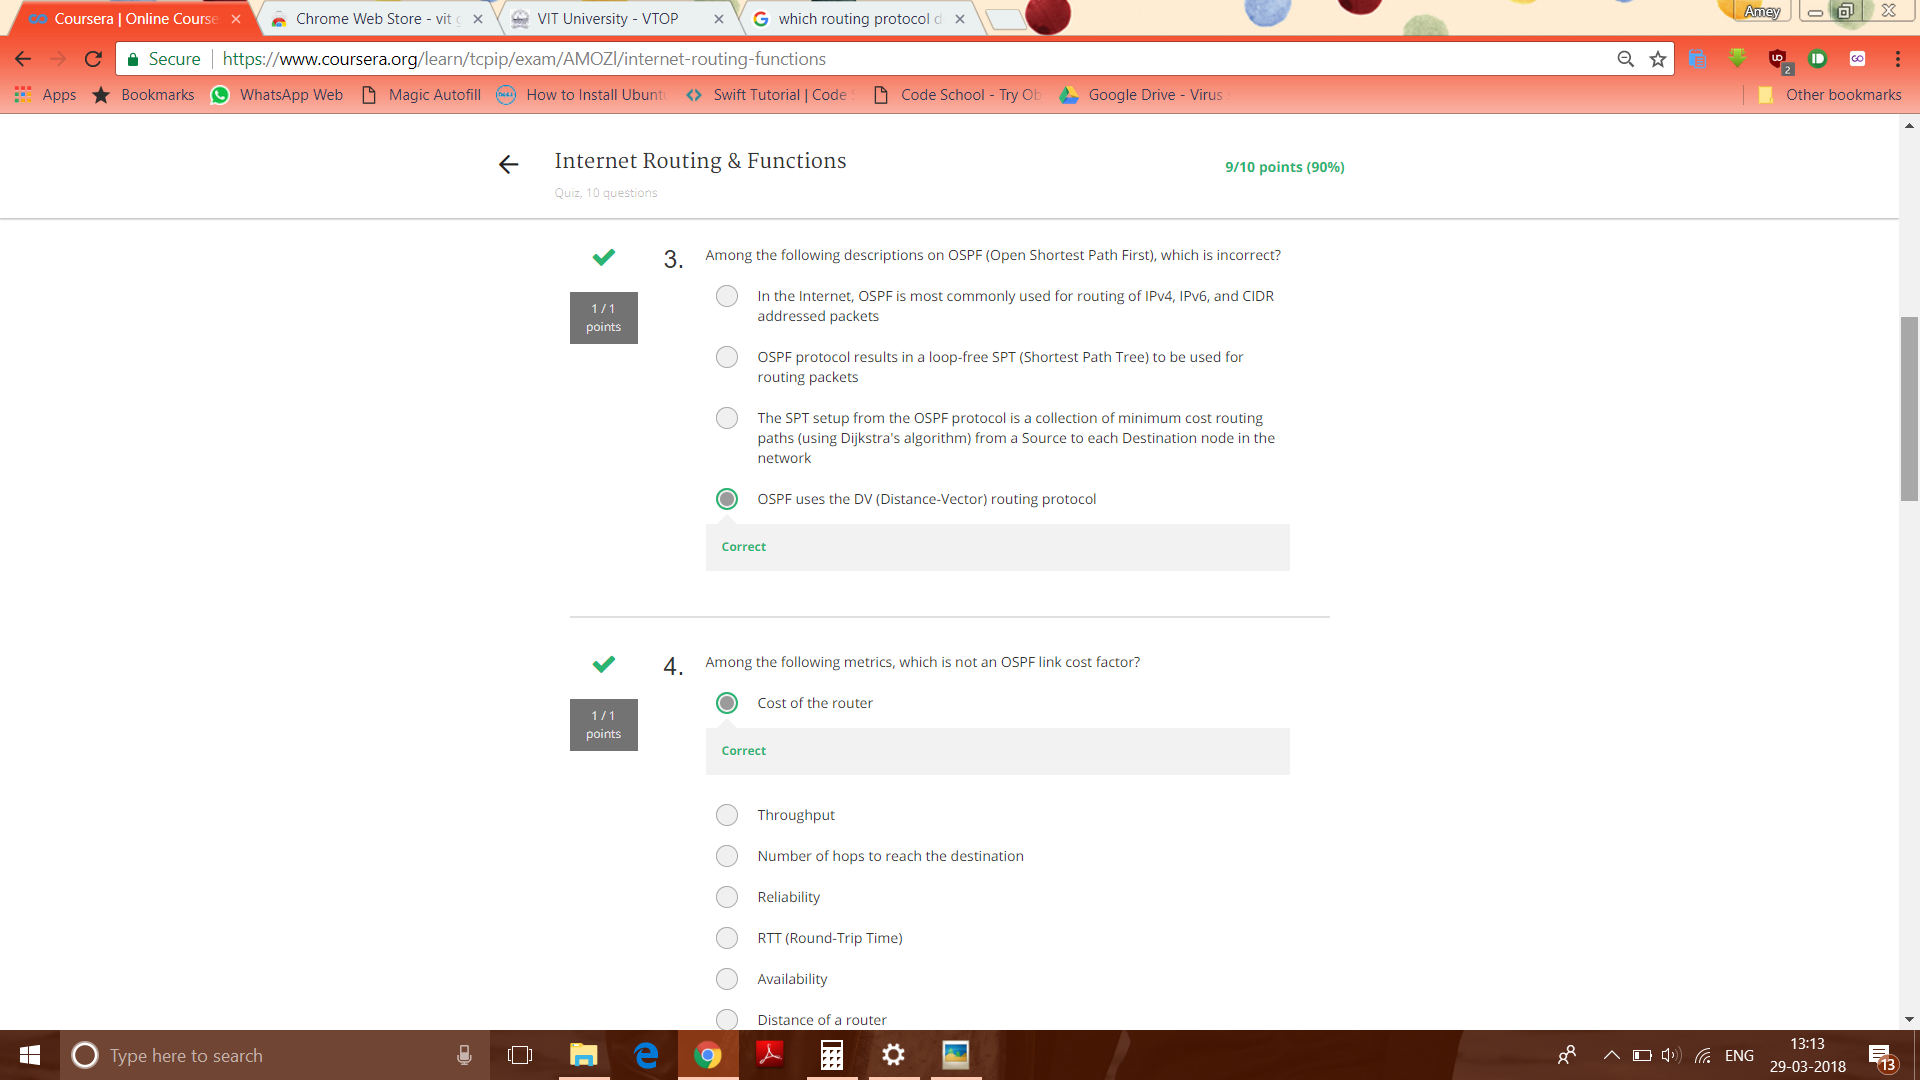 Coursera | Online Course
Chrome Web Store - vit g
VIT University - VTOP
which routing protocol d
Amey
Secure
https://www.coursera.org/learn/tcpip/exam/AMOZl/internet-routing-functions
2
Apps
Bookmarks
WhatsApp Web
Magic Autofill
How to Install Ubuntu
Swift Tutorial | Code S
Code School - Try Ob
Google Drive - Virus
Other bookmarks
Internet Routing & Functions
9/10 points (90%)
Quiz, 10 questions
3.
Among the following descriptions on OSPF (Open Shortest Path First), which is incorrect?
1 / 1
points
In the Internet, OSPF is most commonly used for routing of IPv4, IPv6, and CIDR
addressed packets
OSPF protocol results in a loop-free SPT (Shortest Path Tree) to be used for
routing packets
The SPT setup from the OSPF protocol is a collection of minimum cost routing
paths (using Dijkstra's algorithm) from a Source to each Destination node in the
network
OSPF uses the DV (Distance-Vector) routing protocol
Correct
4.
Among the following metrics, which is not an OSPF link cost factor?
1 / 1
points
Cost of the router
Correct
Throughput
Number of hops to reach the destination
Reliability
RTT (Round-Trip Time)
Availability
Distance of a router
Type here to search
ENG
13:13
29-03-2018
13